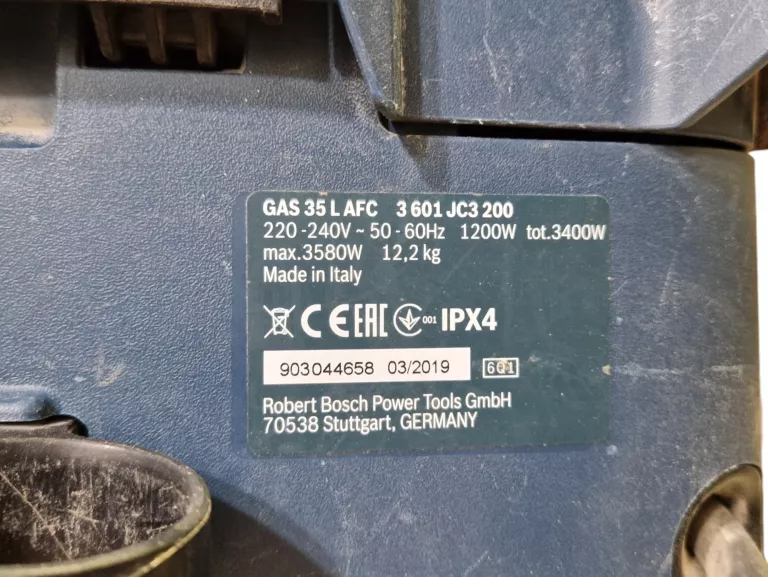 GAS 35 L AFC 3 601 JC3 200
220 -240V ~ 50 - 60Hz 1200W tot.3400W
max.3580W 12,2 kg
Made in Italy
CE EAC 001 IPX4
903044658 03/2019 601
Robert Bosch Power Tools GmbH
70538 Stuttgart, GERMANY